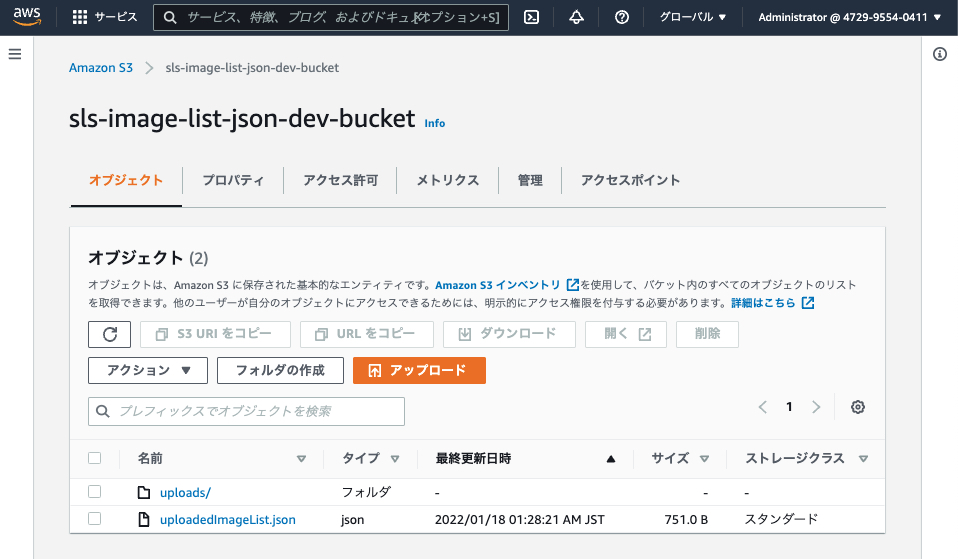 aws サービス サービス、特徴、ブログ およびドキュ [オプション+S] グローバル ▼ Administrator @ 4729-9554-0411 ▼
Amazon S3 > sls-image-list-json-dev-bucket
sls-image-list-json-dev-bucket Info
オブジェクト プロパティ アクセス許可 メトリクス 管理 アクセスポイント
オブジェクト (2)
オブジェクトは、Amazon S3 に保存された基本的なエンティティです。Amazon S3 インベントリ を使用して、バケット内のすべてのオブジェクトのリスト
を取得できます。他のユーザーが自分のオブジェクトにアクセスできるためには、明示的にアクセス権限を付与する必要があります。詳細はこちら
S3 URI をコピー URL をコピー ダウンロード 開く 削除
アクション ▼ フォルダの作成 アップロード
プレフィックスでオブジェクトを検索
< 1 >
名前 タイプ 最終更新日時 サイズ ストレージクラス
uploads/ フォルダ - - -
uploadedImageList.json json 2022/01/18 01:28:21 AM JST 751.0 B スタンダード